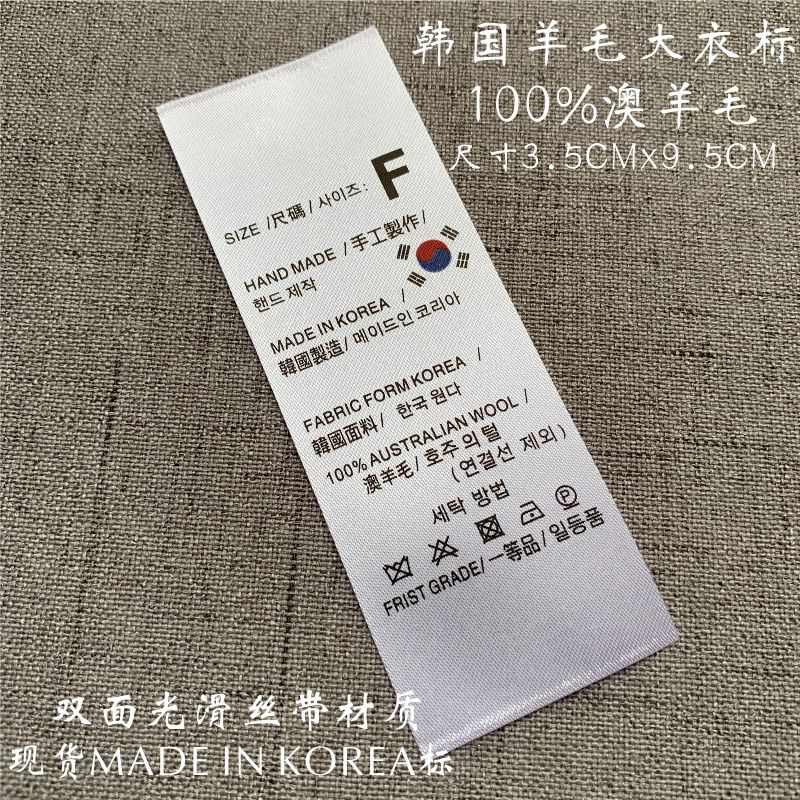 韩国羊毛大衣标
100%澳羊毛
尺寸3.5CMx9.5CM
SIZE /尺碼/사이즈: F
HAND MADE /手工製作/
핸드 제작
MADE IN KOREA /
韓國製造/메이드인 코리아
FABRIC FORM KOREA /
韓國面料/ 한국 원다
100% AUSTRALIAN WOOL /
澳羊毛/호주의 털
(연결선 제외)
세탁 방법
P
FRIST GRADE/一等品/일등품
双面光滑丝带材质
现货MADE IN KOREA标